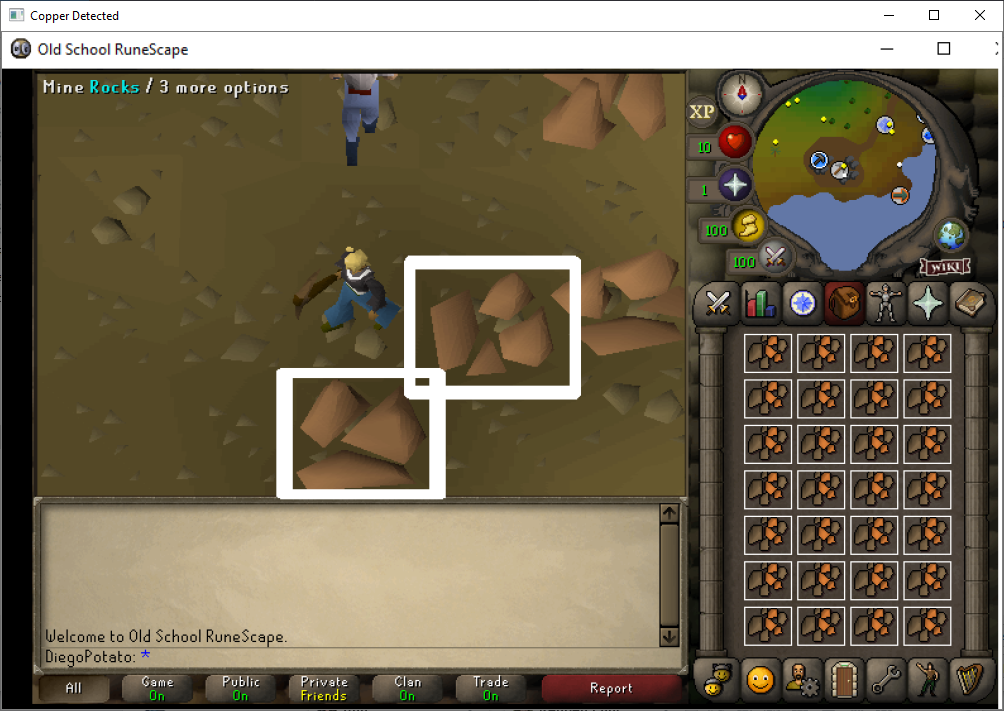 Copper Detected
Old School RuneScape
Mine Rocks / 3 more options
N
XP
10
1
100
100
WIKI
Welcome to Old School RuneScape.
DiegoPotato: *
All
Game
On
Public
On
Private
Friends
Clan
On
Trade
On
Report